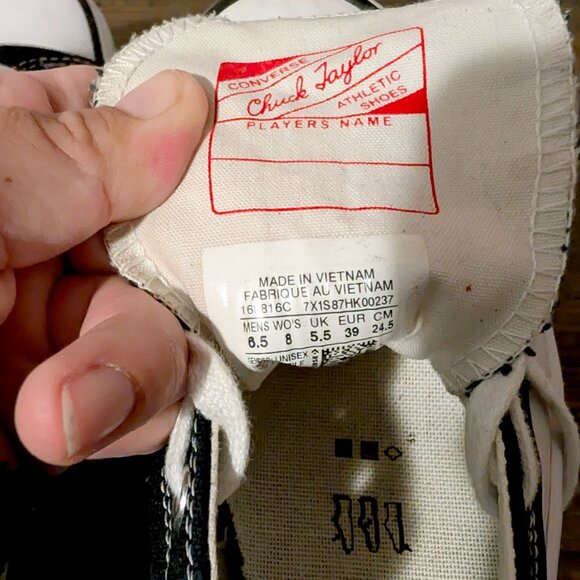 CONVERSE
Chuck Taylor
ATHLETIC
SHOES
PLAYERS NAME
MADE IN VIETNAM
FABRIQUE AU VIETNAM
7X1S87HK00237
MENS WO'S UK EUR CM
6.5 8 5.5 39 24.5
UNISEX